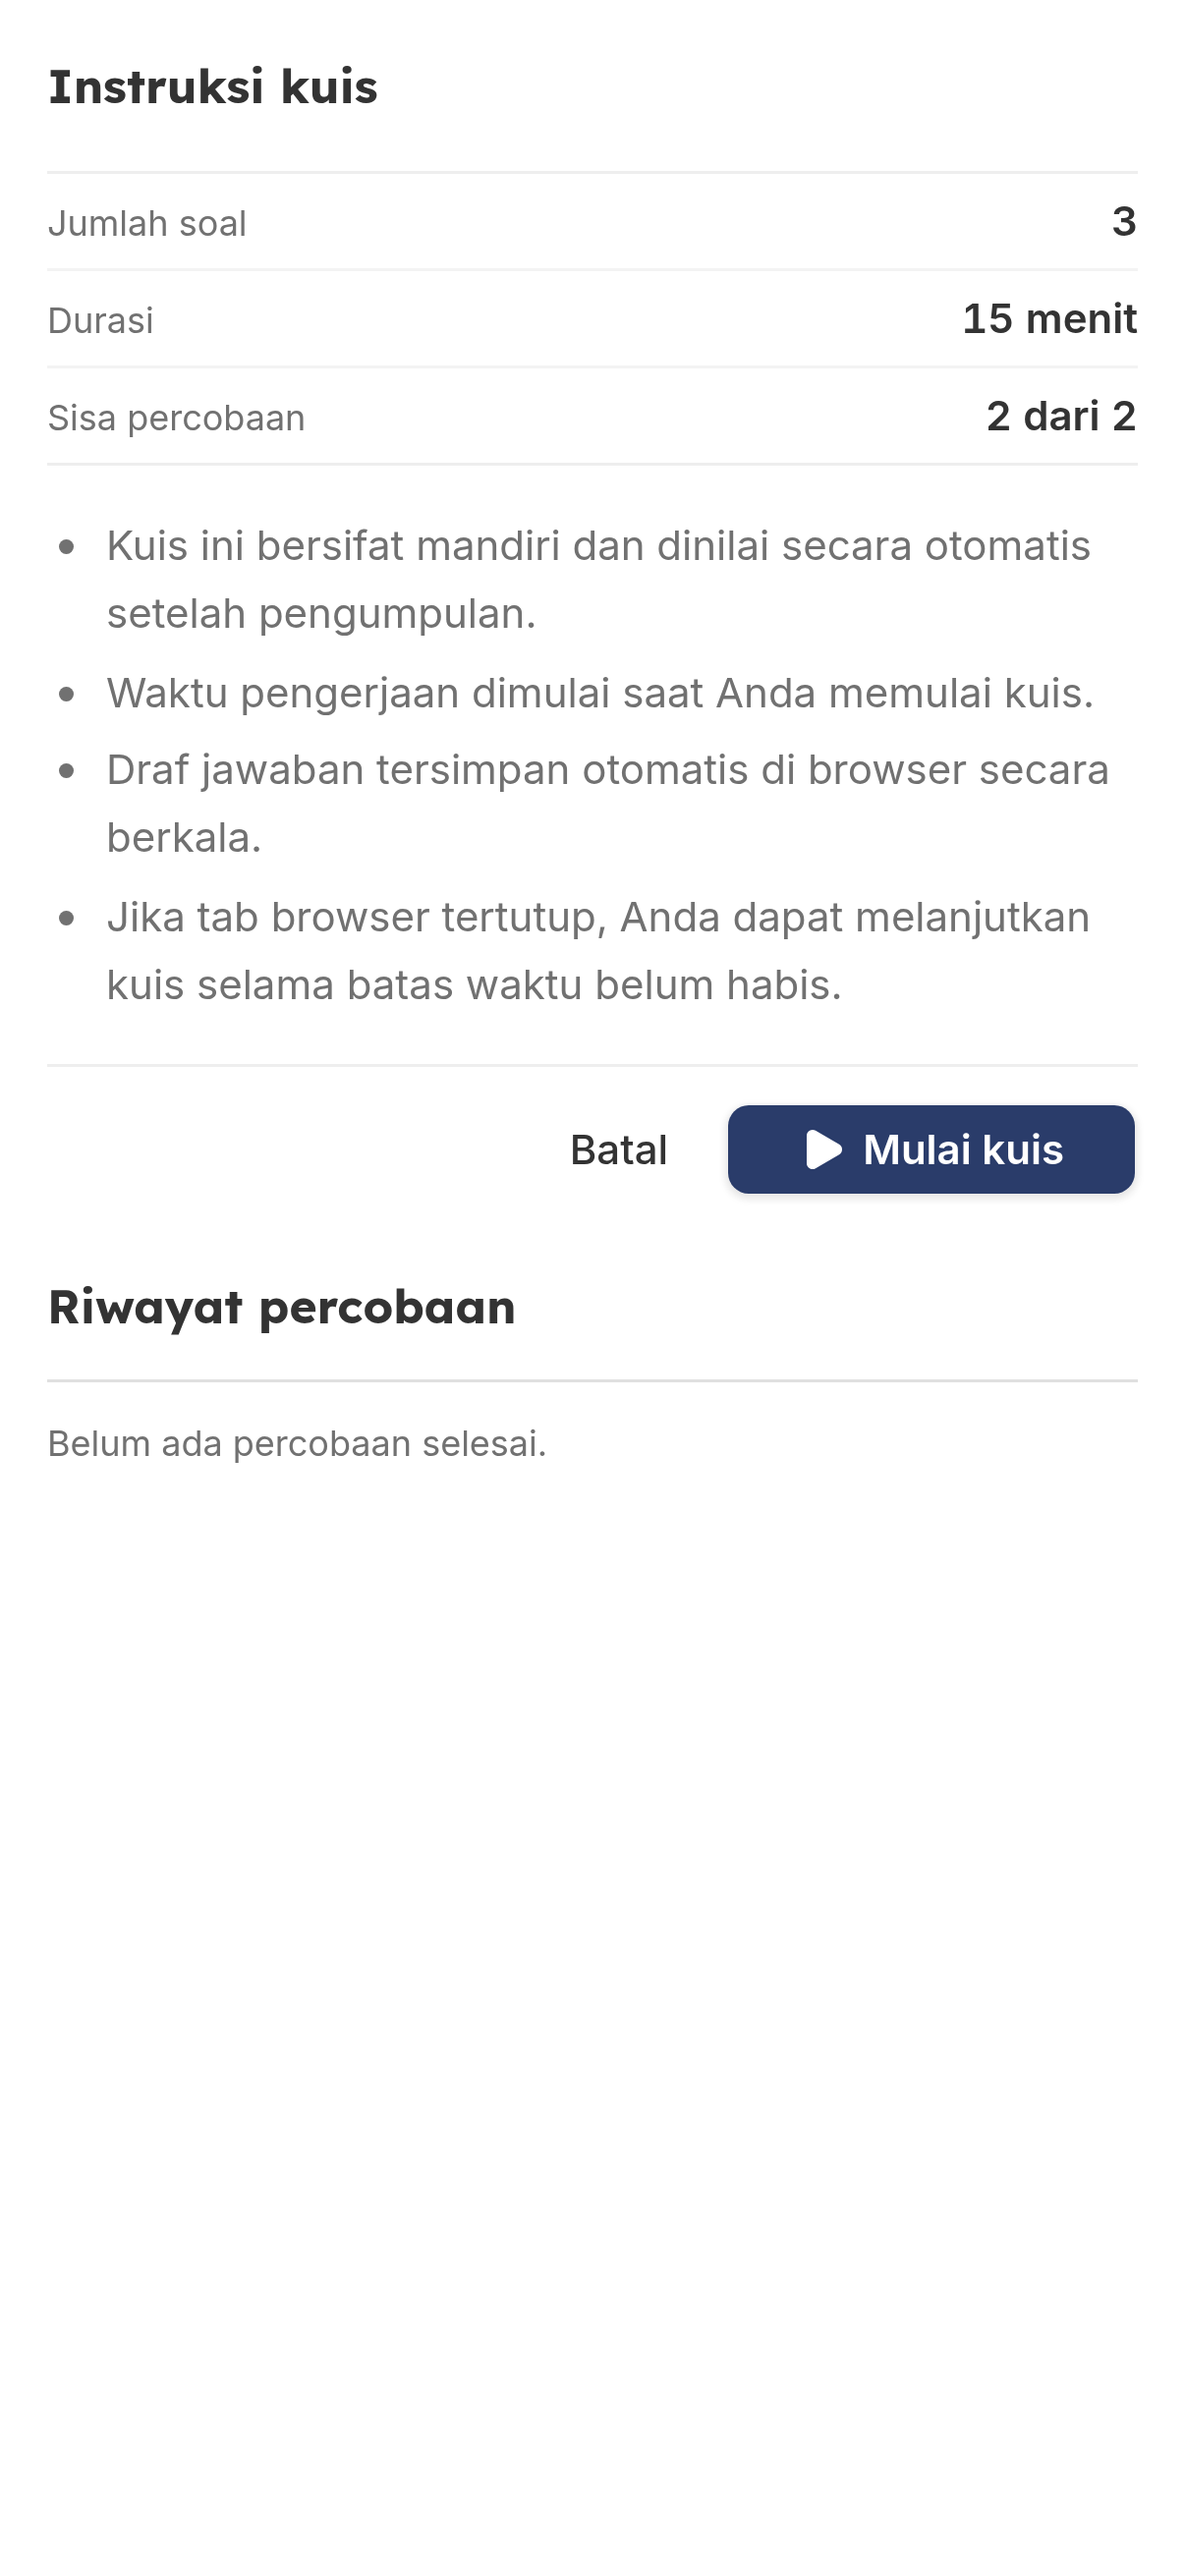 Instruksi kuis
Jumlah soal 3
Durasi 15 menit
Sisa percobaan 2 dari 2
Kuis ini bersifat mandiri dan dinilai secara otomatis
setelah pengumpulan.
Waktu pengerjaan dimulai saat Anda memulai kuis.
Draf jawaban tersimpan otomatis di browser secara
berkala.
Jika tab browser tertutup, Anda dapat melanjutkan
kuis selama batas waktu belum habis.
Batal Mulai kuis
Riwayat percobaan
Belum ada percobaan selesai.